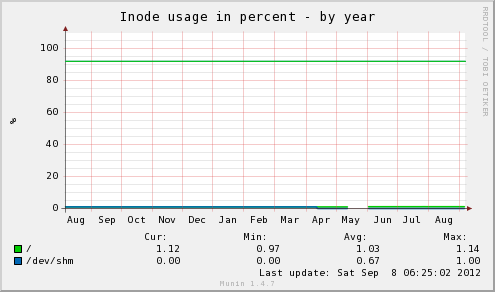 Inode usage in percent - by year
RRDTOOL / TOBI OETIKER
%
100
80
60
40
20
0
Aug Sep Oct Nov Dec Jan Feb Mar Apr May Jun Jul Aug
Cur: Min: Avg: Max:
/ 1.12 0.97 1.03 1.14
/dev/shm 0.00 0.00 0.67 1.00
Last update: Sat Sep 8 06:25:02 2012
Munin 1.4.7